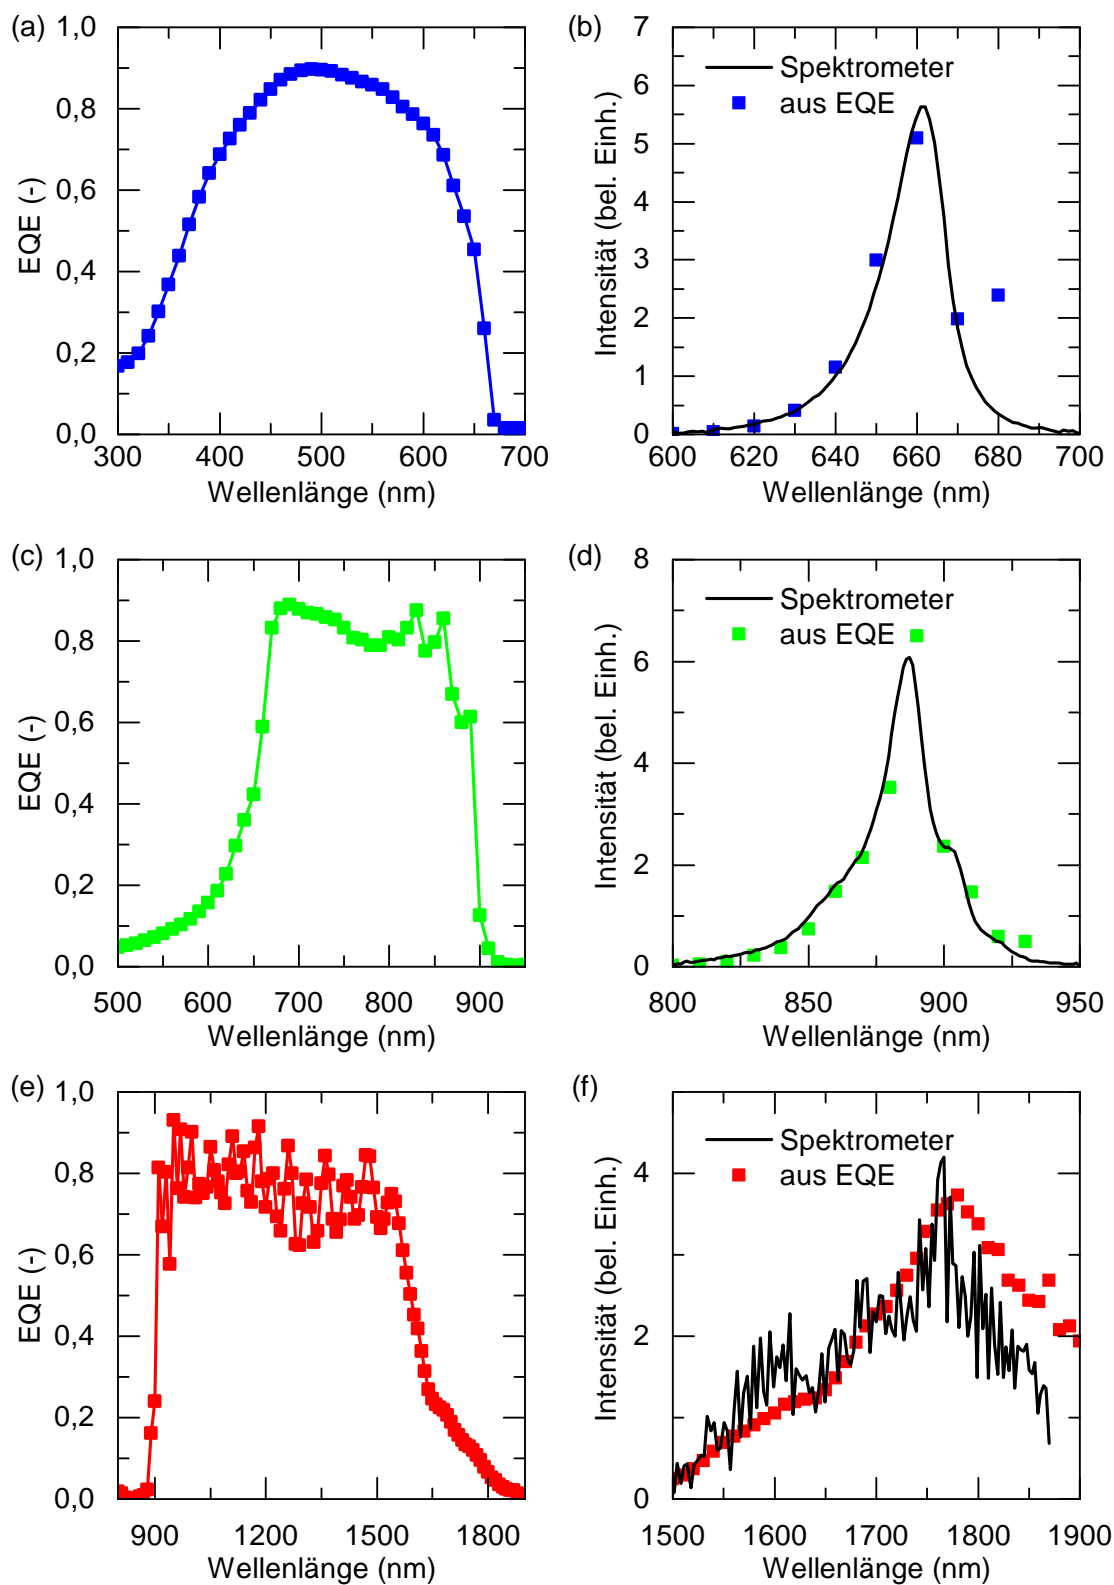 (a)
1,0
0,8
0,6
0,4
0,2
0,0
EQE (-)
300 400 500 600 700
Wellenlänge (nm)
(b)
7
6
5
4
3
2
1
0
Intensität (bel. Einh.)
Spektrometer
aus EQE
600 620 640 660 680 700
Wellenlänge (nm)
(c)
1,0
0,8
0,6
0,4
0,2
0,0
EQE (-)
500 600 700 800 900
Wellenlänge (nm)
(d)
8
6
4
2
0
Intensität (bel. Einh.)
Spektrometer
aus EQE
800 850 900 950
Wellenlänge (nm)
(e)
1,0
0,8
0,6
0,4
0,2
0,0
EQE (-)
900 1200 1500 1800
Wellenlänge (nm)
(f)
4
2
0
Intensität (bel. Einh.)
Spektrometer
aus EQE
1500 1600 1700 1800 1900
Wellenlänge (nm)